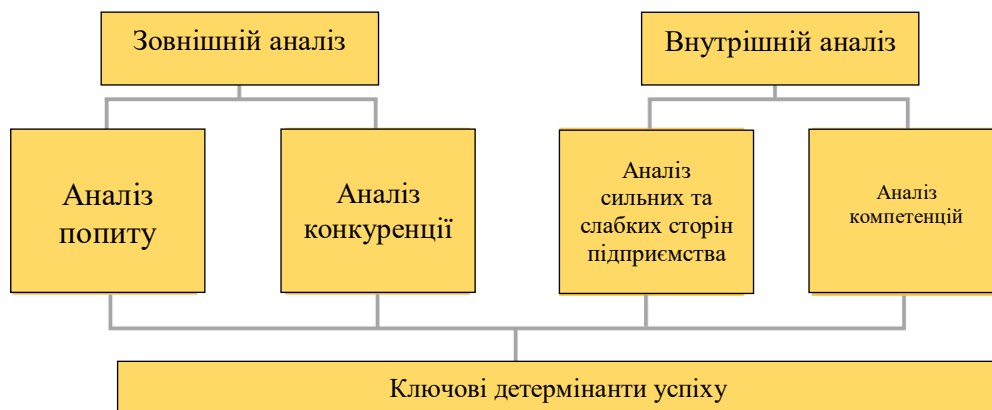 Зовнішній аналіз
Внутрішній аналіз
Аналіз
попиту
Аналіз
конкуренції
Аналіз
сильних та
слабких сторін
підприємства
Аналіз
компетенцій
Ключові детермінанти успіху